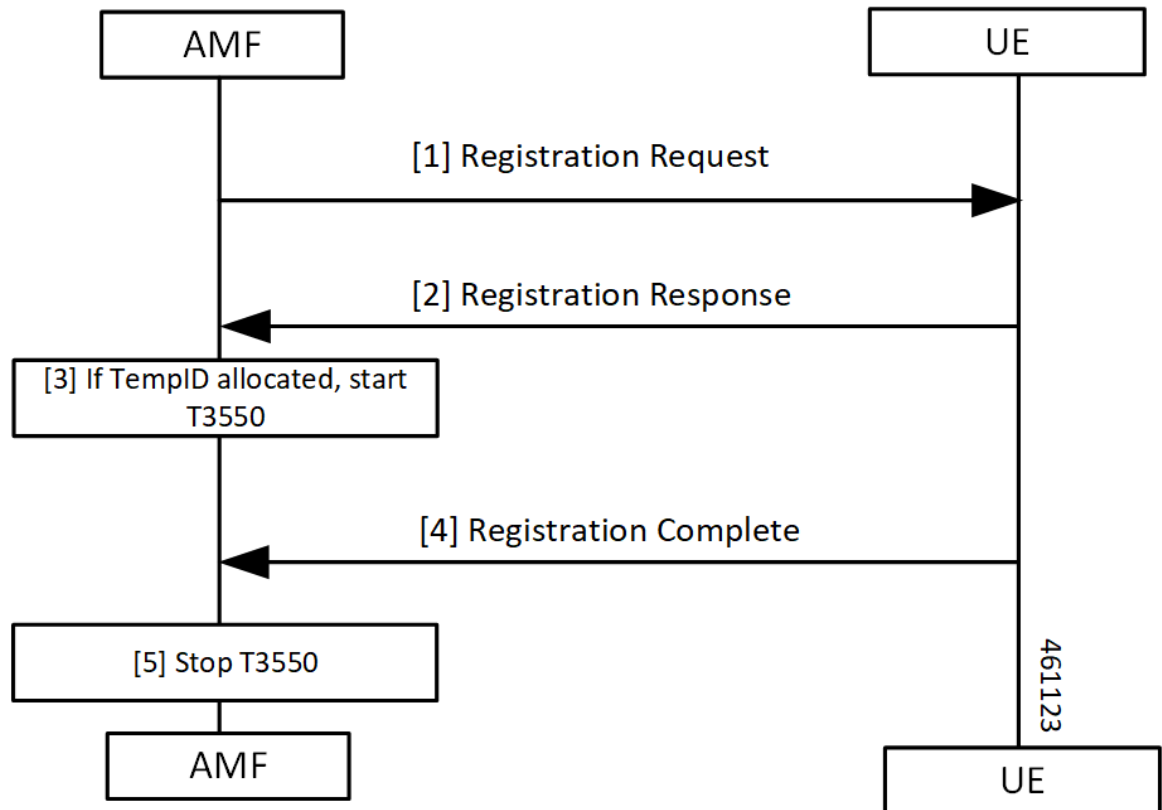 AMF
UE
[1] Registration Request
[2] Registration Response
[3] If TempID allocated, start
T3550
[4] Registration Complete
[5] Stop T3550
461123
AMF
UE